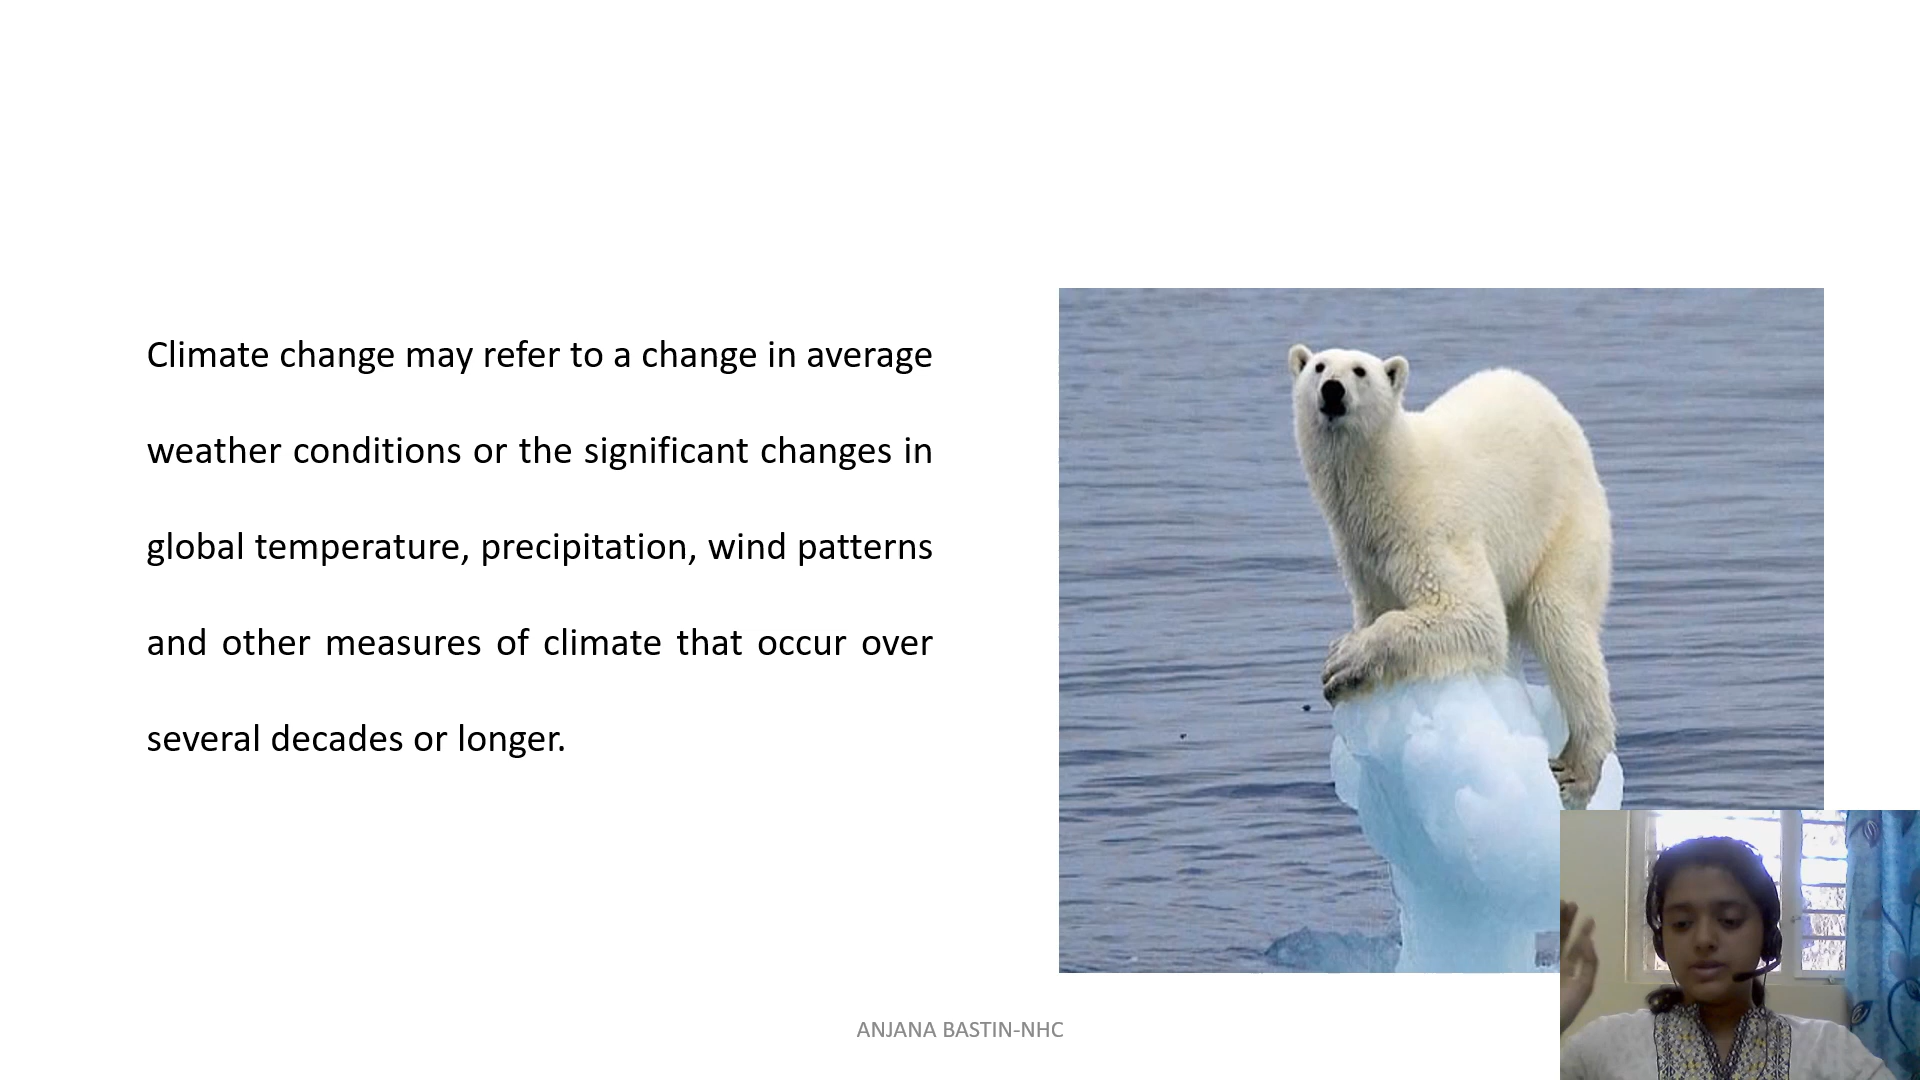 Climate change may refer to a change in average
weather conditions or the significant changes in
global temperature, precipitation, wind patterns
and other measures of climate that occur over
several decades or longer.
ANJANA BASTIN-NHC